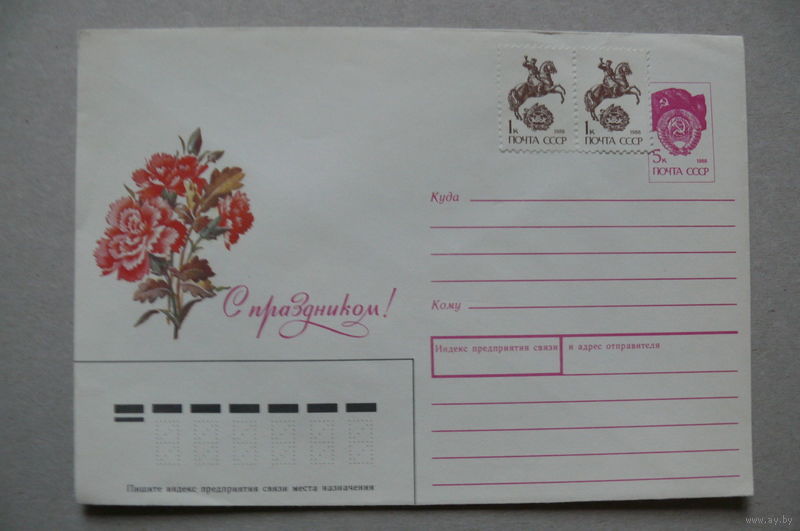 1к 1988
ПОЧТА СССР
1к 1988
ПОЧТА СССР
5к 1988
ПОЧТА СССР
Куда
Кому
С праздником!
Индекс предприятия связи и адрес отправителя
Пишите индекс предприятия связи места назначения
www.ay.by